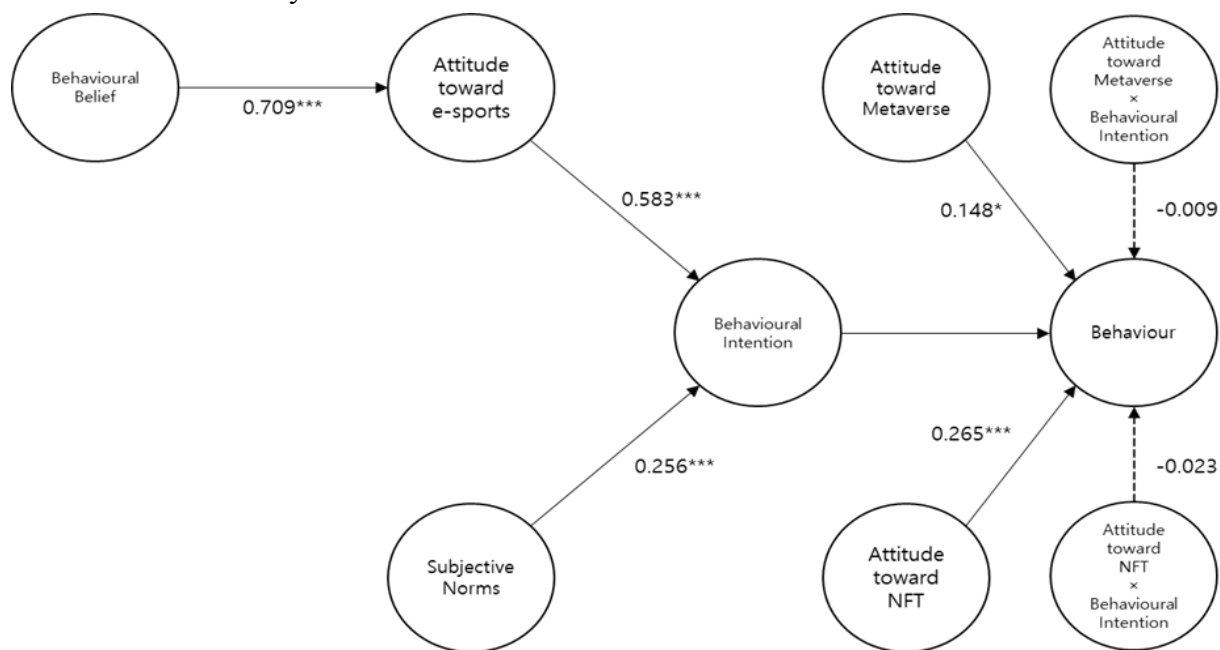 Behavioural
Belief
0.709***
Attitude
toward
e-sports
0.583***
Attitude
toward
Metaverse
0.148*
Attitude
toward
Metaverse
×
Behavioural
Intention
-0.009
Behavioural
Intention
Behaviour
0.256***
Subjective
Norms
0.265***
Attitude
toward
NFT
-0.023
Attitude
toward
NFT
×
Behavioural
Intention